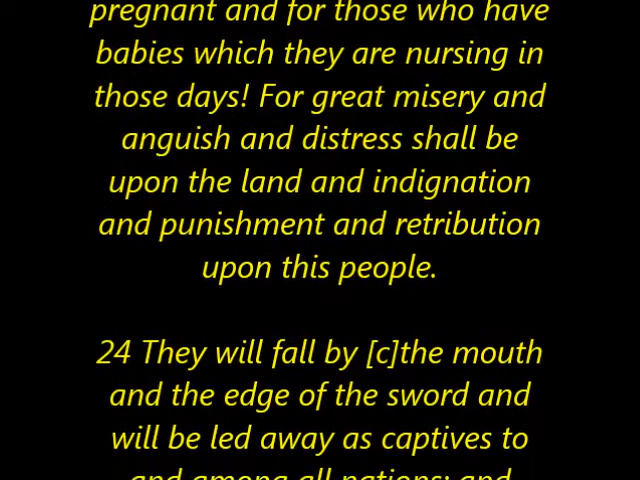 pregnant and for those who have
babies which they are nursing in
those days! For great misery and
anguish and distress shall be
upon the land and indignation
and punishment and retribution
upon this people.
24 They will fall by [c]the mouth
and the edge of the sword and
will be led away as captives to
and among all nations; and